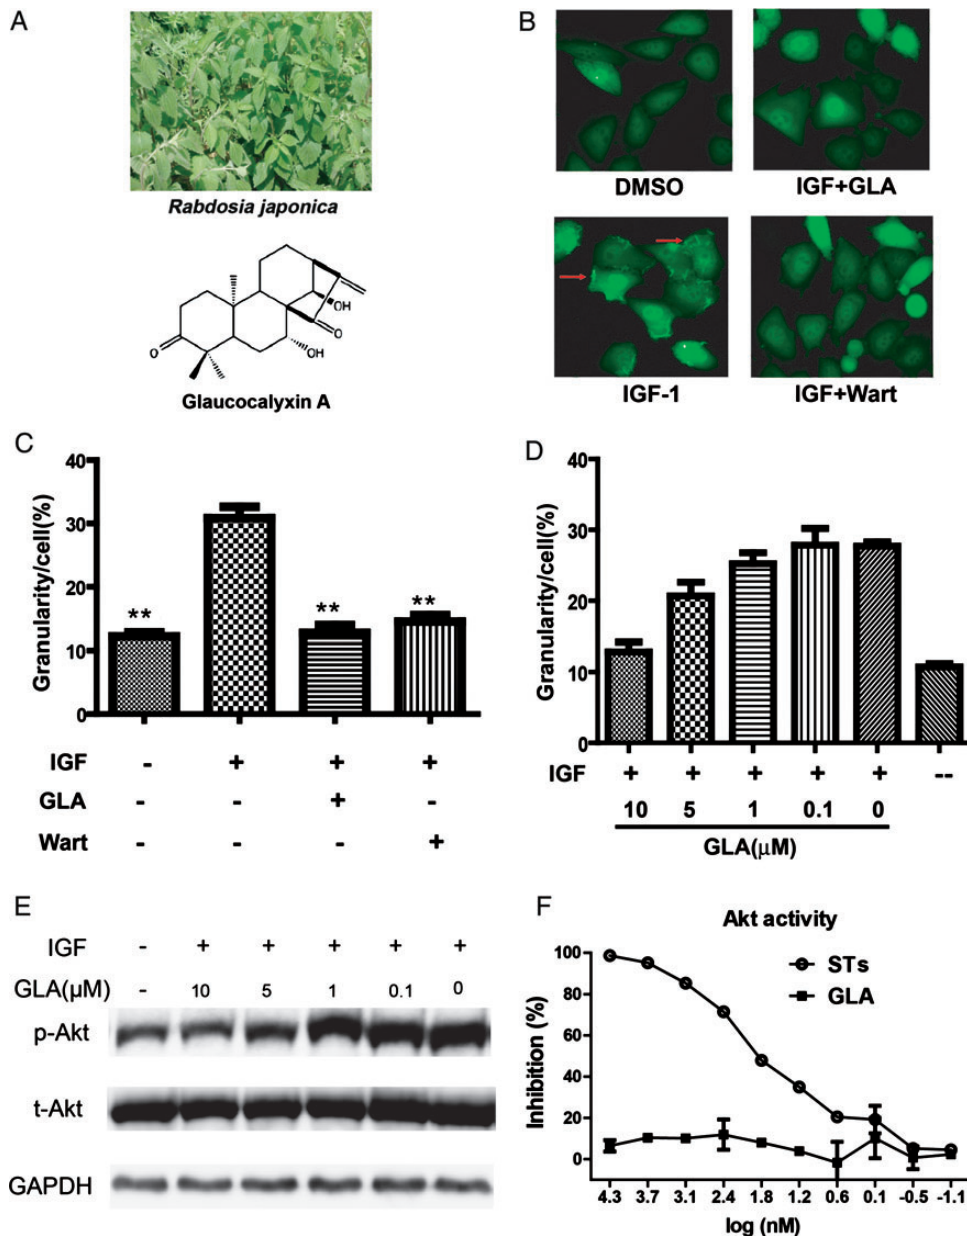 A
Rabdosia japonica
O
OH
O
OH
Glaucocalyxin A
B
DMSO
IGF+GLA
IGF-1
IGF+Wart
C
Granularity/cell(%)
40
30
20
10
0
** ** **
IGF - + + +
GLA - - + -
Wart - - - +
D
Granularity/cell(%)
40
30
20
10
0
IGF + + + + + --
10 5 1 0.1 0
GLA(μM)
E
IGF - + + + + +
GLA(μM) - 10 5 1 0.1 0
p-Akt
t-Akt
GAPDH
F
Akt activity
STs
GLA
Inhibition (%)
100
80
60
40
20
0
4.3 3.7 3.1 2.4 1.8 1.2 0.6 0.1 -0.5 -1.1
log (nM)